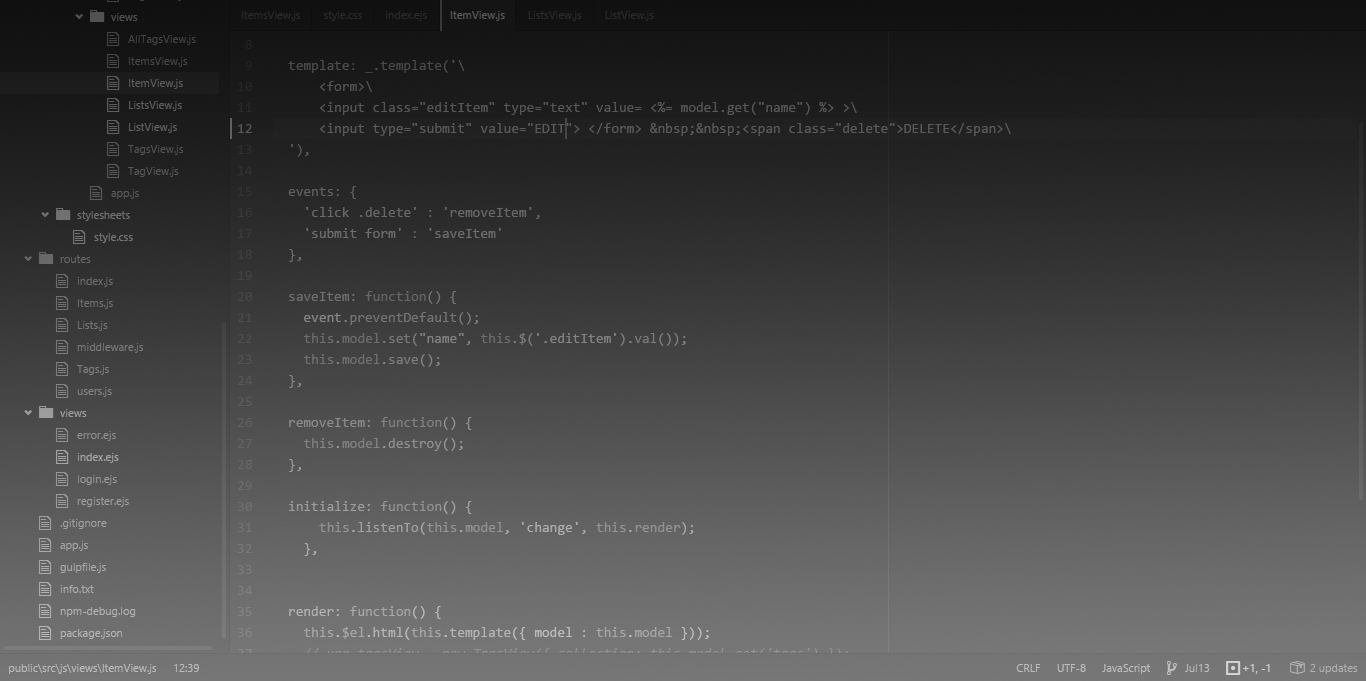 views
AllTagsView.js
ItemsView.js
ItemView.js
ListsView.js
ListView.js
TagsView.js
TagView.js
app.js
stylesheets
style.css
routes
index.js
Items.js
Lists.js
middleware.js
Tags.js
users.js
views
error.ejs
index.ejs
login.ejs
register.ejs
.gitignore
app.js
gulpfile.js
info.txt
npm-debug.log
package.json
ItemsView.js style.css index.ejs ItemView.js ListsView.js ListView.js
8
9 template: _.template('\
10 <form>\
11 <input class="editItem" type="text" value= <%= model.get("name") %> >\
12 <input type="submit" value="EDIT"> </form> &nbsp;&nbsp;<span class="delete">DELETE</span>\
13 '),
14
15 events: {
16 'click .delete' : 'removeItem',
17 'submit form' : 'saveItem'
18 },
19
20 saveItem: function() {
21 event.preventDefault();
22 this.model.set("name", this.$('.editItem').val());
23 this.model.save();
24 },
25
26 removeItem: function() {
27 this.model.destroy();
28 },
29
30 initialize: function() {
31 this.listenTo(this.model, 'change', this.render);
32 },
33
34
35 render: function() {
36 this.$el.html(this.template({ model : this.model }));
public\src\js\views\ItemView.js 12:39 CRLF UTF-8 JavaScript Jul13 +1, -1 2 updates